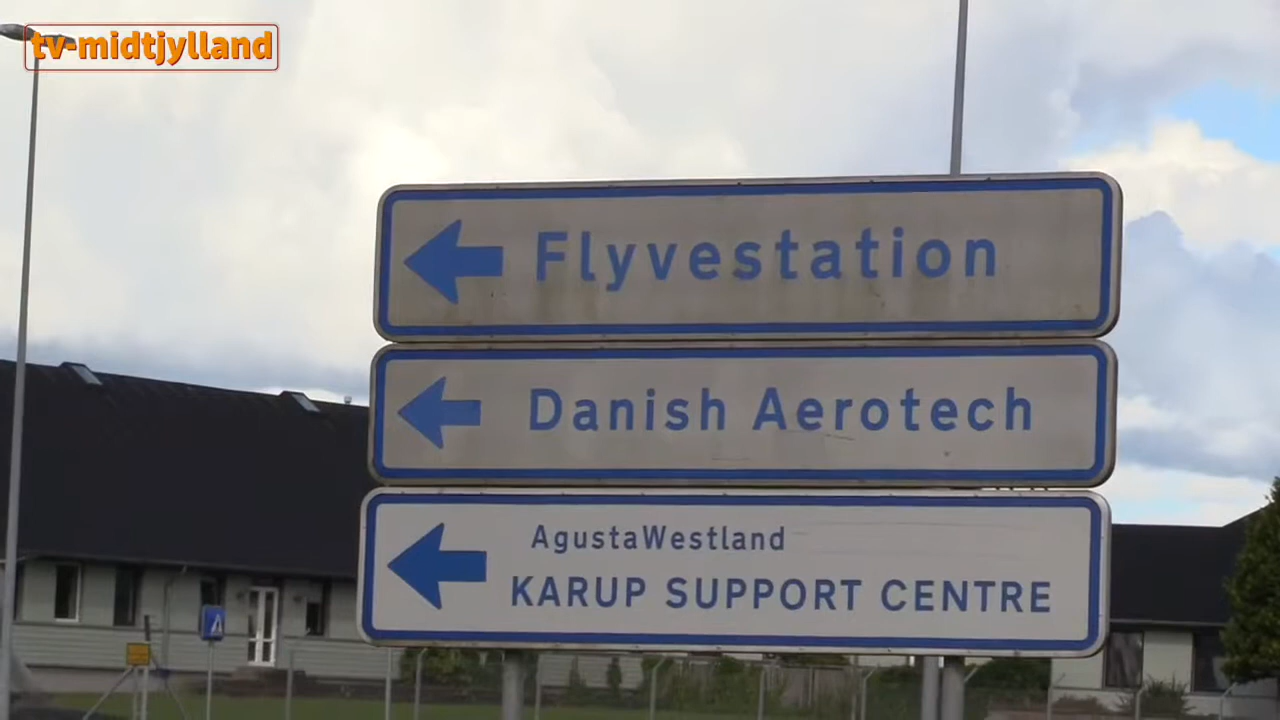 tv-midtjylland
Flyvestation
Danish Aerotech
AgustaWestland
KARUP SUPPORT CENTRE